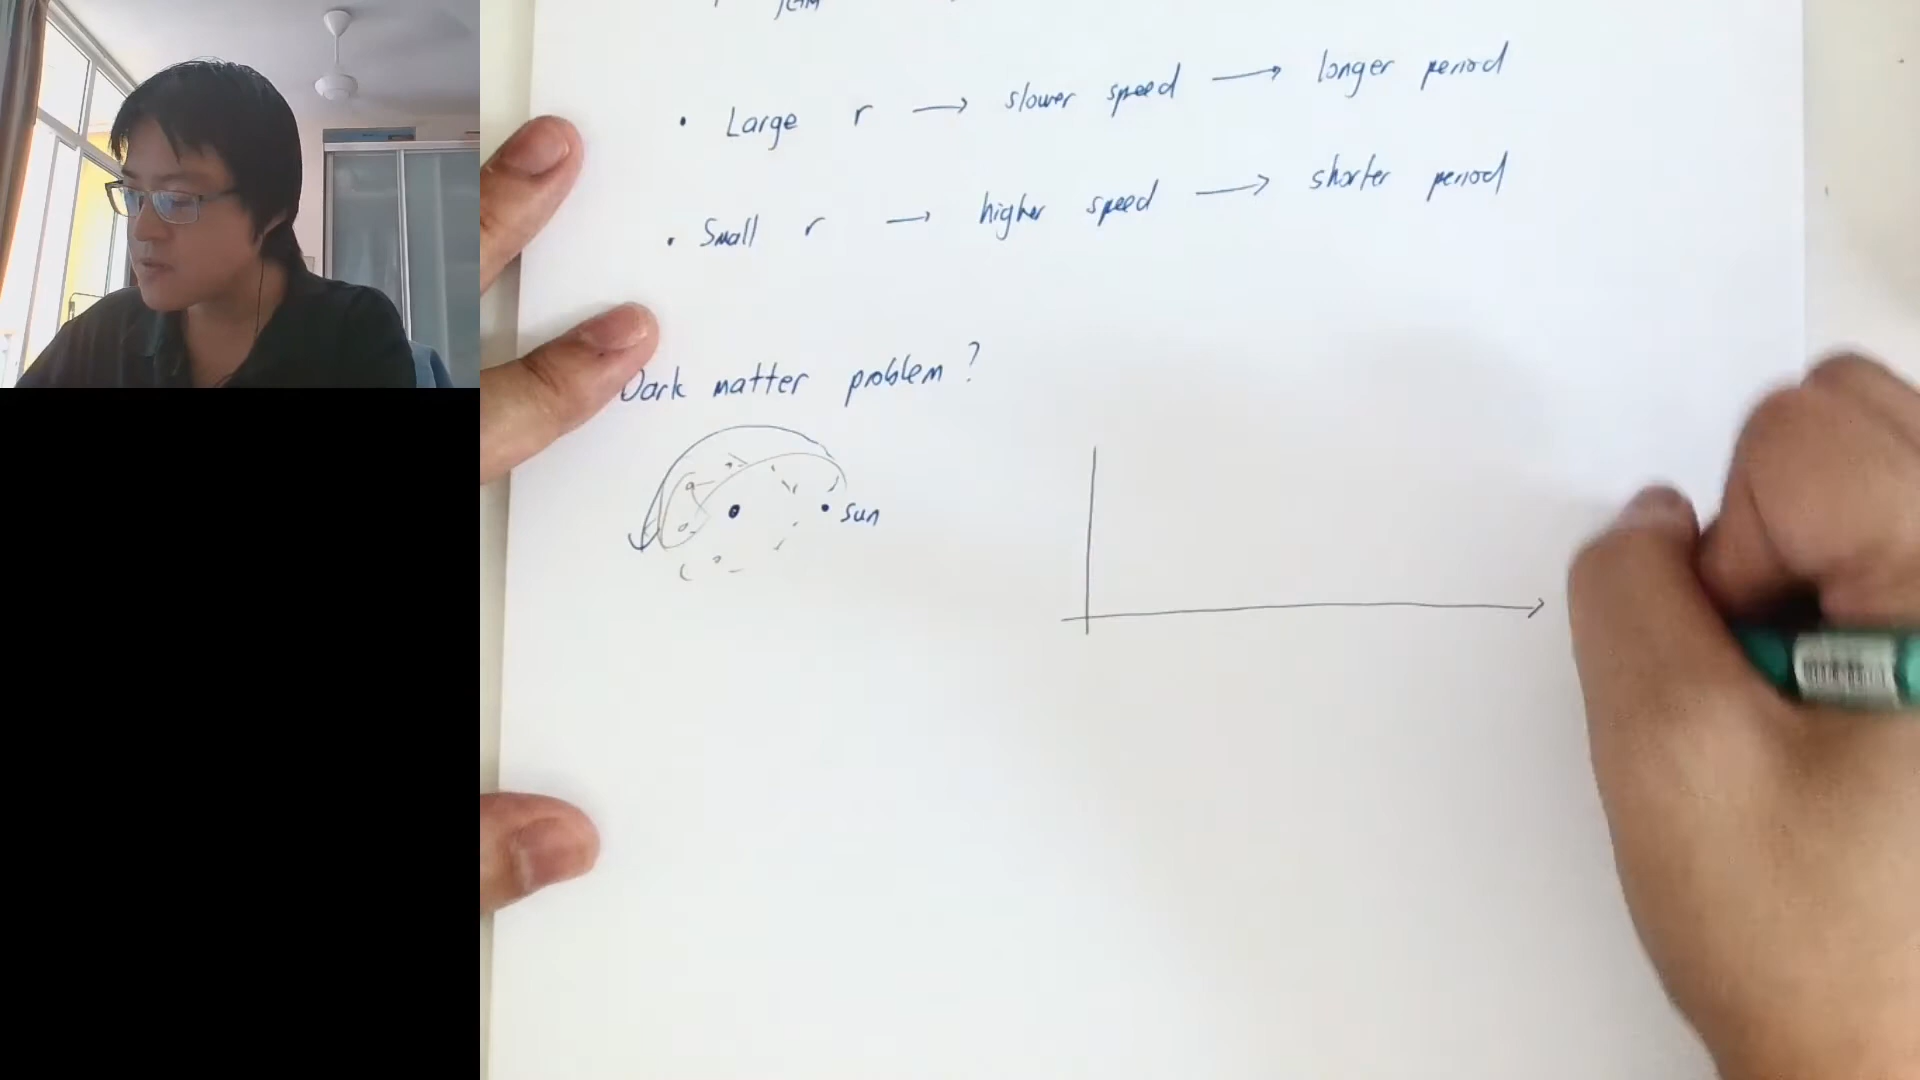 • Large r → slower speed → longer period
• Small r → higher speed → shorter period
Dark matter problem?
sun